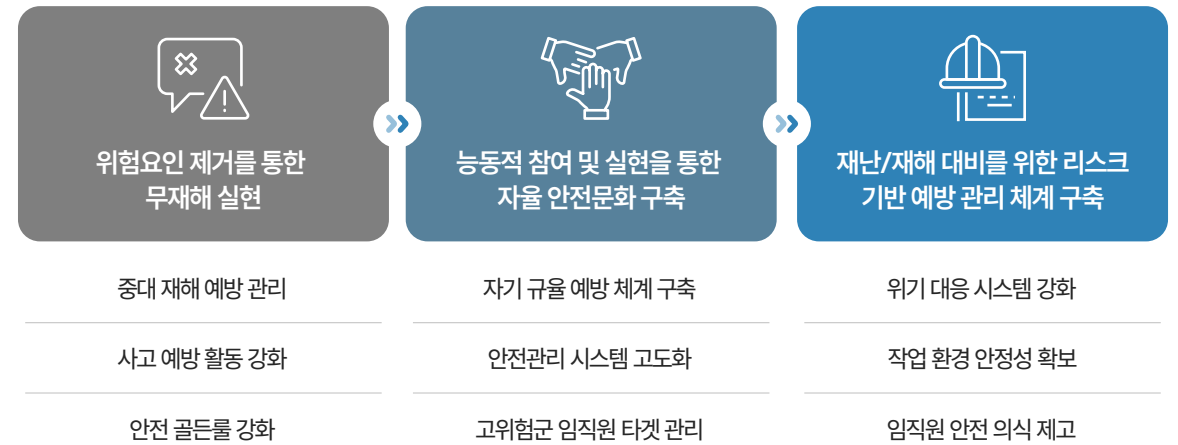 위험요인 제거를 통한
무재해 실현
중대 재해 예방 관리
사고 예방 활동 강화
안전 골든룰 강화
능동적 참여 및 실현을 통한
자율 안전문화 구축
자기 규율 예방 체계 구축
안전관리 시스템 고도화
고위험군 임직원 타겟 관리
재난/재해 대비를 위한 리스크
기반 예방 관리 체계 구축
위기 대응 시스템 강화
작업 환경 안정성 확보
임직원 안전 의식 제고